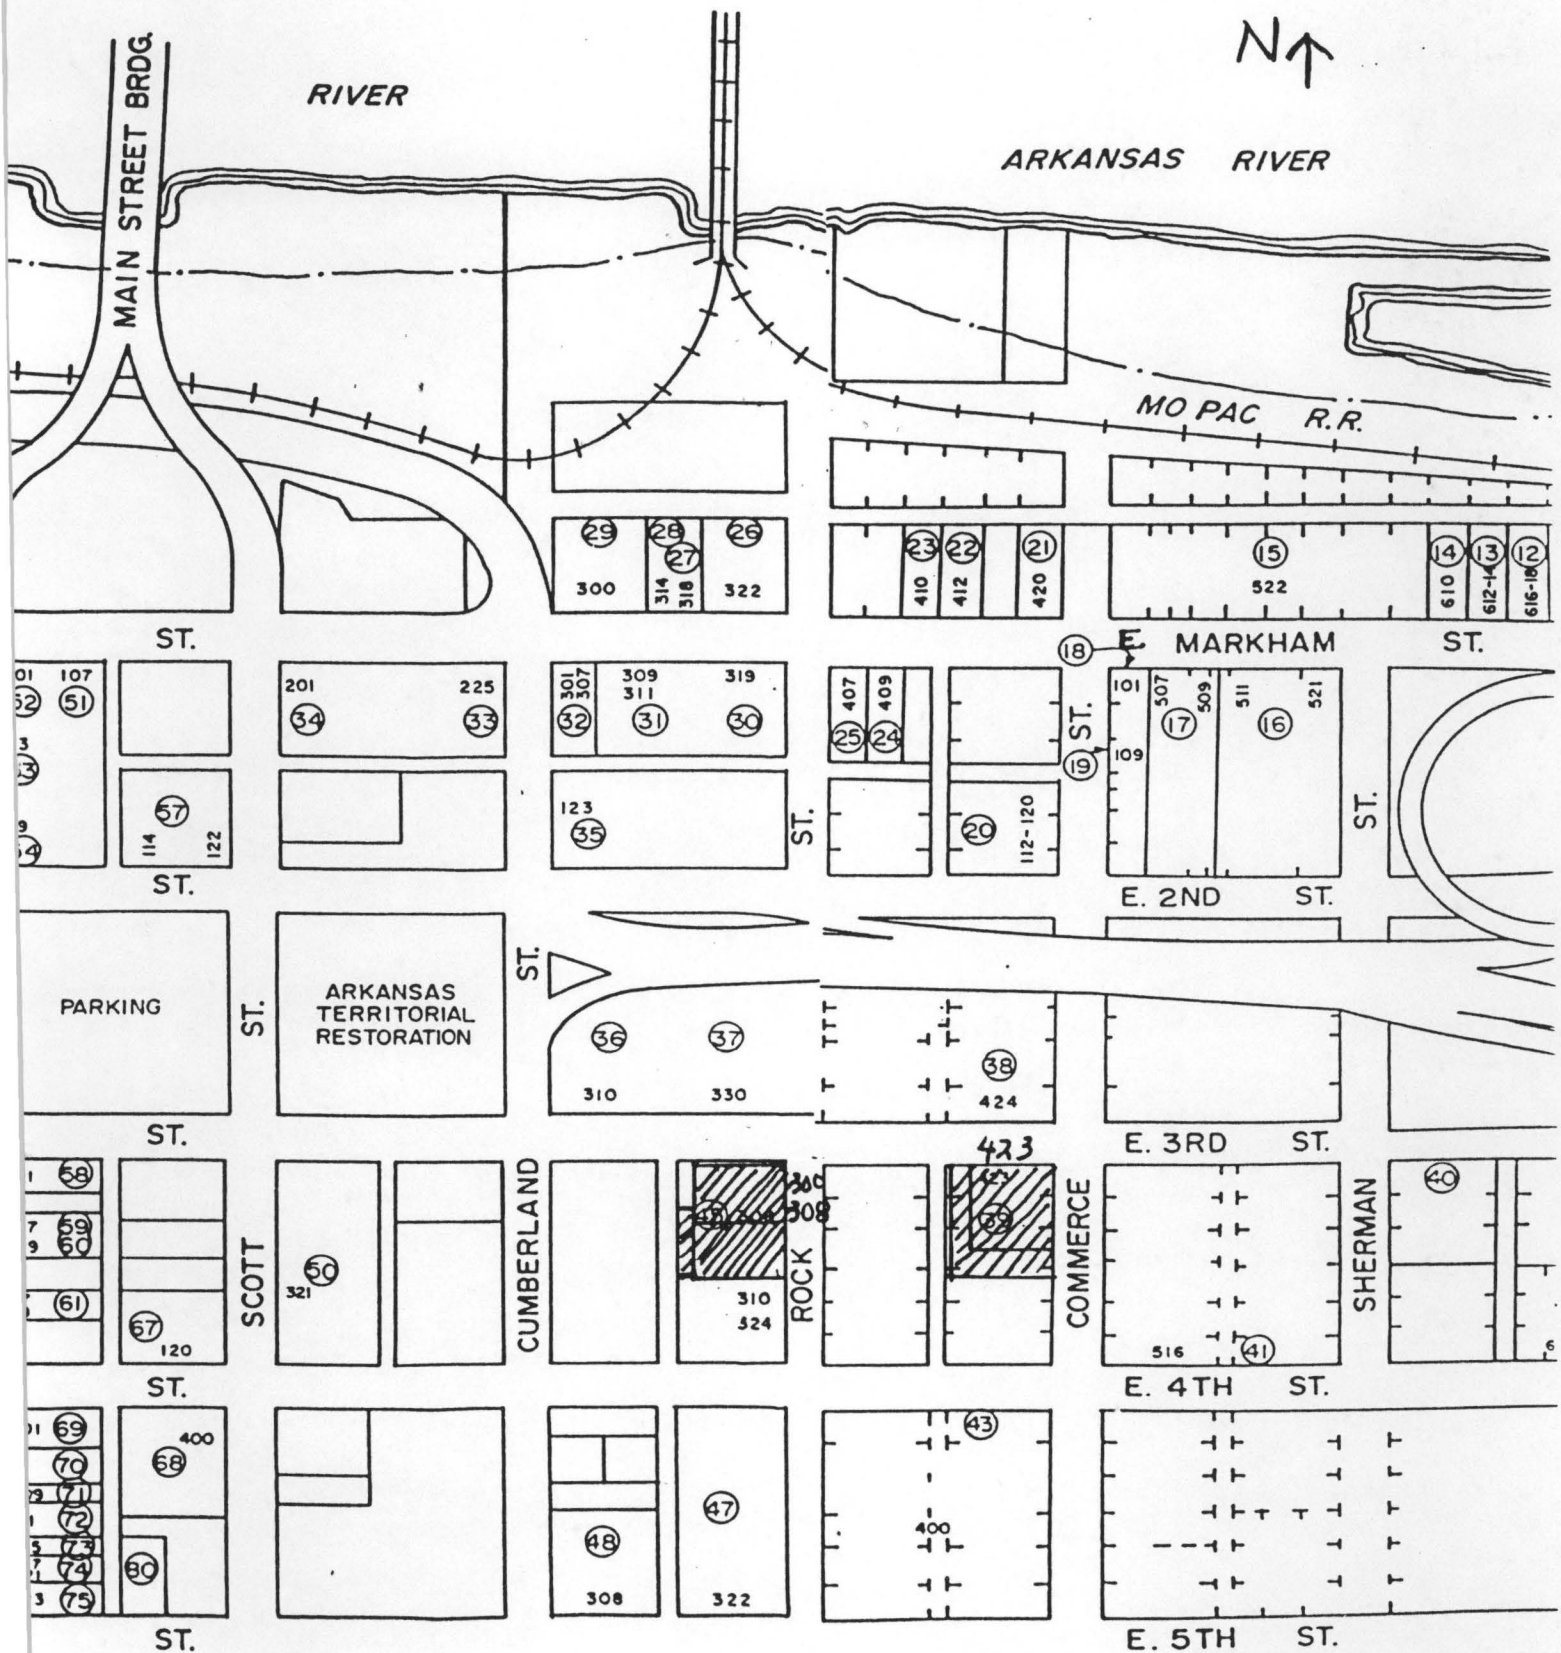 N
MAIN STREET BRDG.
RIVER
ARKANSAS RIVER
MO PAC R.R.
29 28 26 23 22 21 15 14 13 12
27
300 314 318 322 410 412 420 522 610 612-14 616-18
ST. 18 E. MARKHAM ST.
107 201 225 301 307 309 319 407 409 101 507 509 511 521
311
51 34 33 32 31 30 25 24 ST. 17 16
19 109
57 123 ST. ST.
114 122 35 20 112-120
ST. E. 2ND ST.
PARKING ST. ARKANSAS
TERRITORIAL
RESTORATION
ST.
36 37 38
310 330 424
ST. E. 3RD ST.
423
58 300 40
59 308 39
60
SCOTT 50 CUMBERLAND ROCK COMMERCE SHERMAN
321
61 310
67 324
120 516 41
ST. E. 4TH ST.
69 400 43
70 68
71
72 47
73 48 400
74 80
75 308 322
ST. E. 5TH ST.